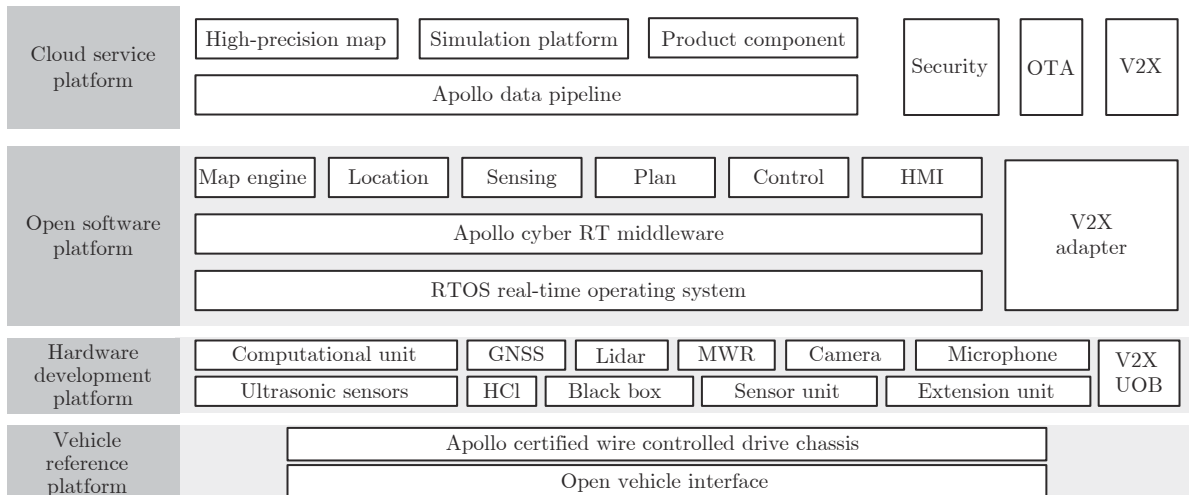 Cloud service
platform
High-precision map
Simulation platform
Product component
Apollo data pipeline
Security
OTA
V2X
Open software
platform
Map engine
Location
Sensing
Plan
Control
HMI
Apollo cyber RT middleware
RTOS real-time operating system
V2X
adapter
Hardware
development
platform
Computational unit
GNSS
Lidar
MWR
Camera
Microphone
Ultrasonic sensors
HCl
Black box
Sensor unit
Extension unit
V2X
UOB
Vehicle
reference
platform
Apollo certified wire controlled drive chassis
Open vehicle interface